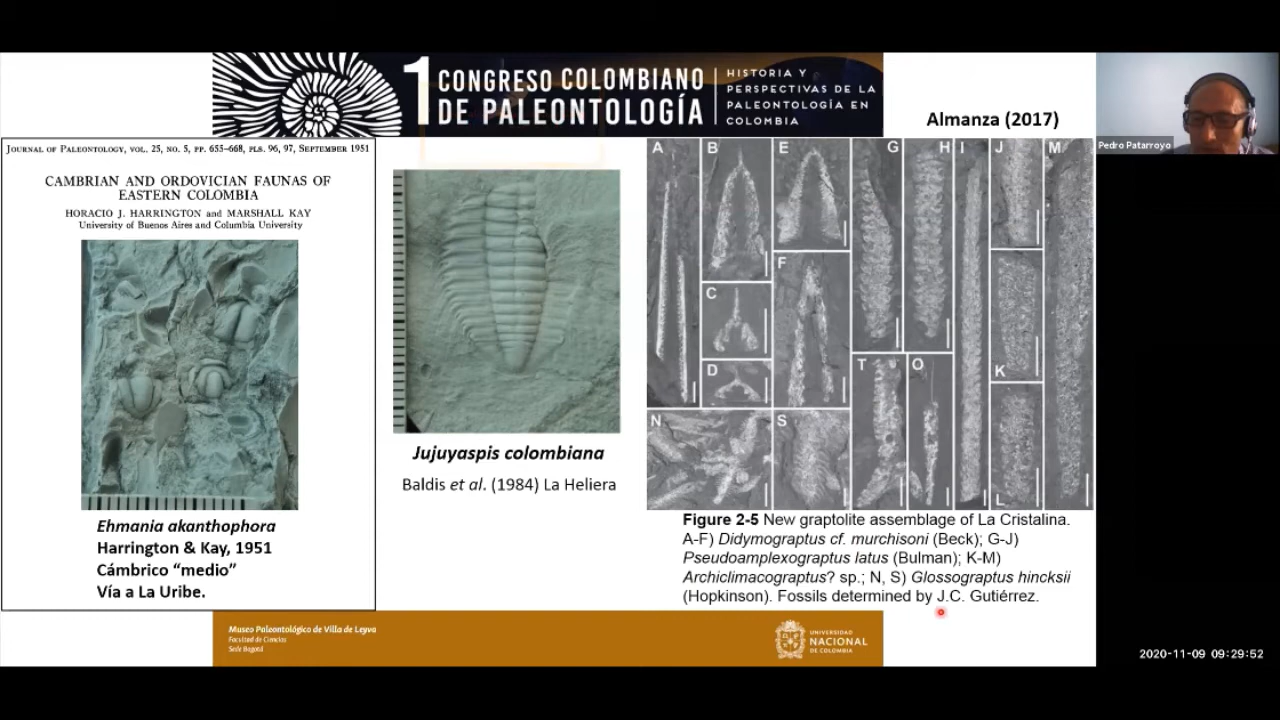 1 CONGRESO COLOMBIANO
DE PALEONTOLOGÍA
HISTORIA Y
PERSPECTIVAS DE LA
PALEONTOLOGÍA EN
COLOMBIA
Almanza (2017)
Pedro Patarroyo
JOURNAL OF PALEONTOLOGY, VOL. 25, NO. 5, PP. 655-668, PLS. 96, 97, SEPTEMBER 1951
CAMBRIAN AND ORDOVICIAN FAUNAS OF
EASTERN COLOMBIA
HORACIO J. HARRINGTON and MARSHALL KAY
University of Buenos Aires and Columbia University
Ehmania akanthophora
Harrington & Kay, 1951
Cámbrico “medio”
Vía a La Uribe.
Jujuyaspis colombiana
Baldis et al. (1984) La Heliera
A B E G H I J M
C F
D K
T O
N S L
Figure 2-5 New graptolite assemblage of La Cristalina.
A-F) Didymograptus cf. murchisoni (Beck); G-J)
Pseudoamplexograptus latus (Bulman); K-M)
Archiclimacograptus? sp.; N, S) Glossograptus hincksii
(Hopkinson). Fossils determined by J.C. Gutiérrez.
Museo Paleontológico de Villa de Leyva
Facultad de Ciencias
Sede Bogotá
UNIVERSIDAD
NACIONAL
DE COLOMBIA
2020-11-09 09:29:52